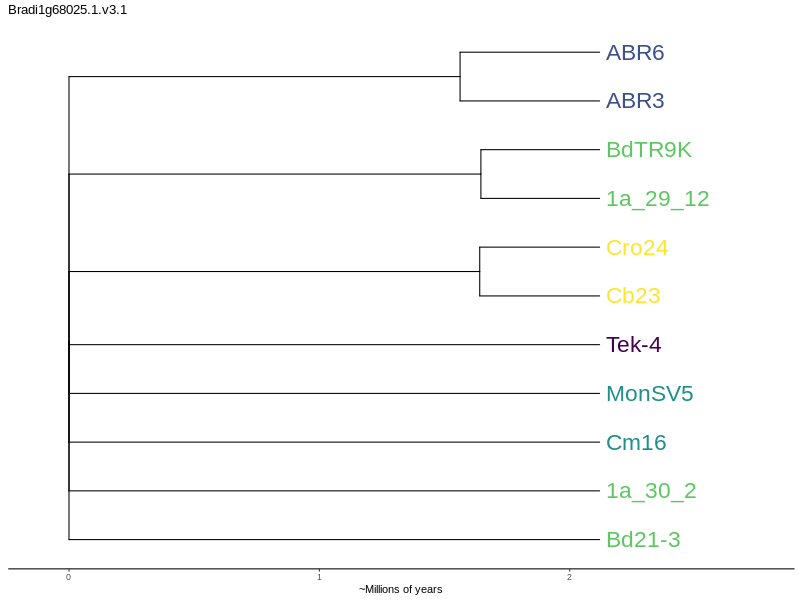 Bradi1g68025.1.v3.1
ABR6
ABR3
BdTR9K
1a_29_12
Cro24
Cb23
Tek-4
MonSV5
Cm16
1a_30_2
Bd21-3
0 1 2
~Millions of years